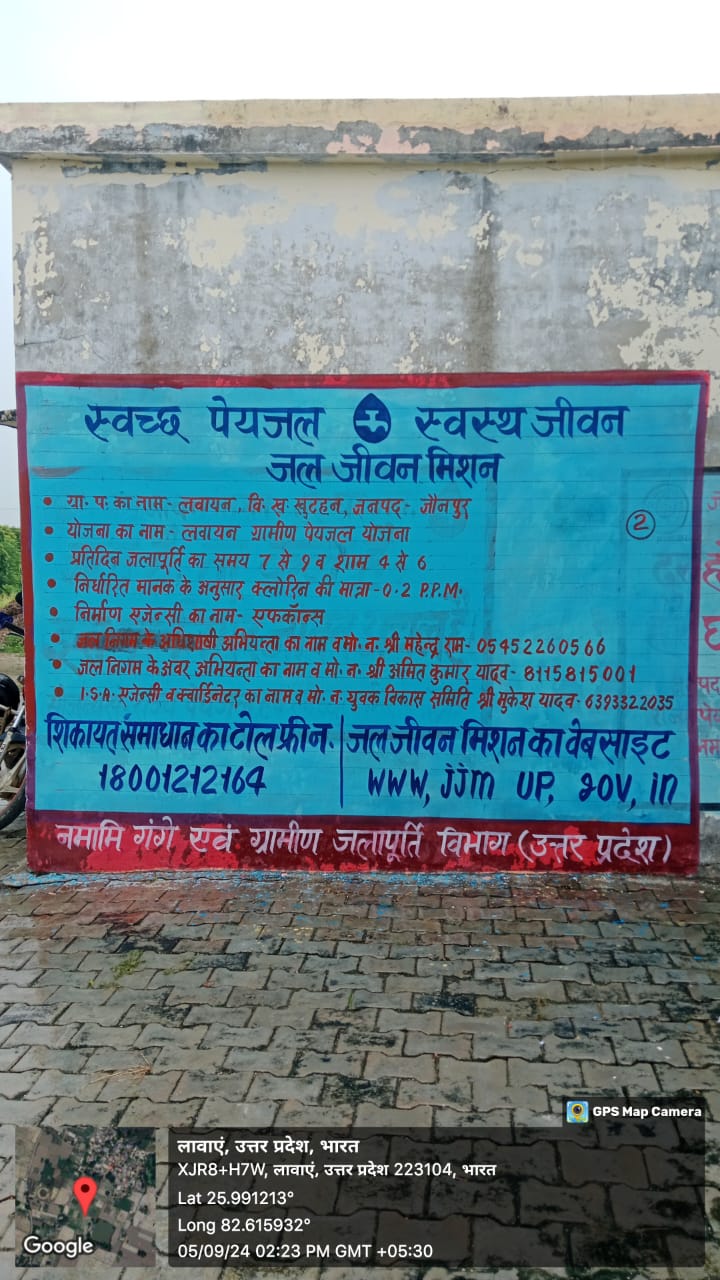 स्वच्छ पेयजल स्वस्थ जीवन
जल जीवन मिशन
• ग्रा. पं. का नाम- लवायन, वि. ख. खुटहन, जनपद- जौनपुर
• योजना का नाम- लवायन ग्रामीण पेयजल योजना
②
• प्रतिदिन जलापूर्ति का समय 7 से 9 व शाम 4 से 6
• निर्धारित मानक के अनुसार क्लोरिन की मात्रा-0.2 P.P.M.
• निर्माण एजेन्सी का नाम- एफकॉन्स
• जल निगम के अधिशाषी अभियन्ता का नाम व मो. न. श्री महेन्द्र राम- 05452260566
• जल निगम के अवर अभियन्ता का नाम व मो. न. श्री अमित कुमार यादव- 8115815001
• I.S.A. एजेन्सी व क्वार्डिनेटर का नाम व मो. न. युवक विकास समिति श्री मुकेश यादव- 6393322035
शिकायत समाधान का टोल फ्री न.
18001212164
जल जीवन मिशन का वेबसाइट
www, jjm UP, gov, in
नमामि गंगे एवं ग्रामीण जलापूर्ति विभाग (उत्तर प्रदेश)
GPS Map Camera
लावाएं, उत्तर प्रदेश, भारत
XJR8+H7W, लावाएं, उत्तर प्रदेश 223104, भारत
Lat 25.991213°
Long 82.615932°
05/09/24 02:23 PM GMT +05:30
Google